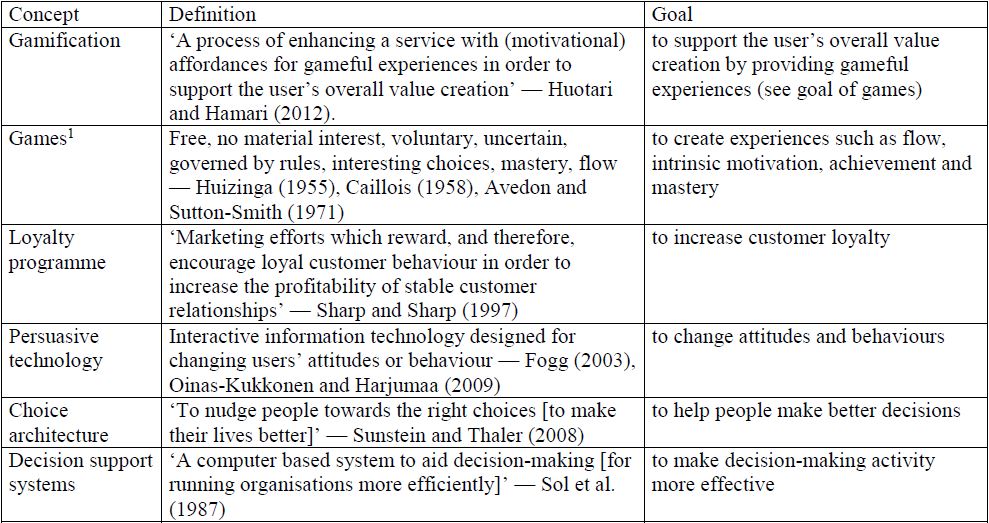 Concept Definition Goal
Gamification ‘A process of enhancing a service with (motivational) to support the user’s overall value
affordances for gameful experiences in order to creation by providing gameful
support the user’s overall value creation’ — Huotari experiences (see goal of games)
and Hamari (2012).
Games1 Free, no material interest, voluntary, uncertain, to create experiences such as flow,
governed by rules, interesting choices, mastery, flow intrinsic motivation, achievement and
— Huizinga (1955), Caillois (1958), Avedon and mastery
Sutton-Smith (1971)
Loyalty ‘Marketing efforts which reward, and therefore, to increase customer loyalty
programme encourage loyal customer behaviour in order to
increase the profitability of stable customer
relationships’ — Sharp and Sharp (1997)
Persuasive Interactive information technology designed for to change attitudes and behaviours
technology changing users’ attitudes or behaviour — Fogg (2003),
Oinas-Kukkonen and Harjumaa (2009)
Choice ‘To nudge people towards the right choices [to make to help people make better decisions
architecture their lives better]’ — Sunstein and Thaler (2008)
Decision support ‘A computer based system to aid decision-making [for to make decision-making activity
systems running organisations more efficiently]’ — Sol et al. more effective
(1987)